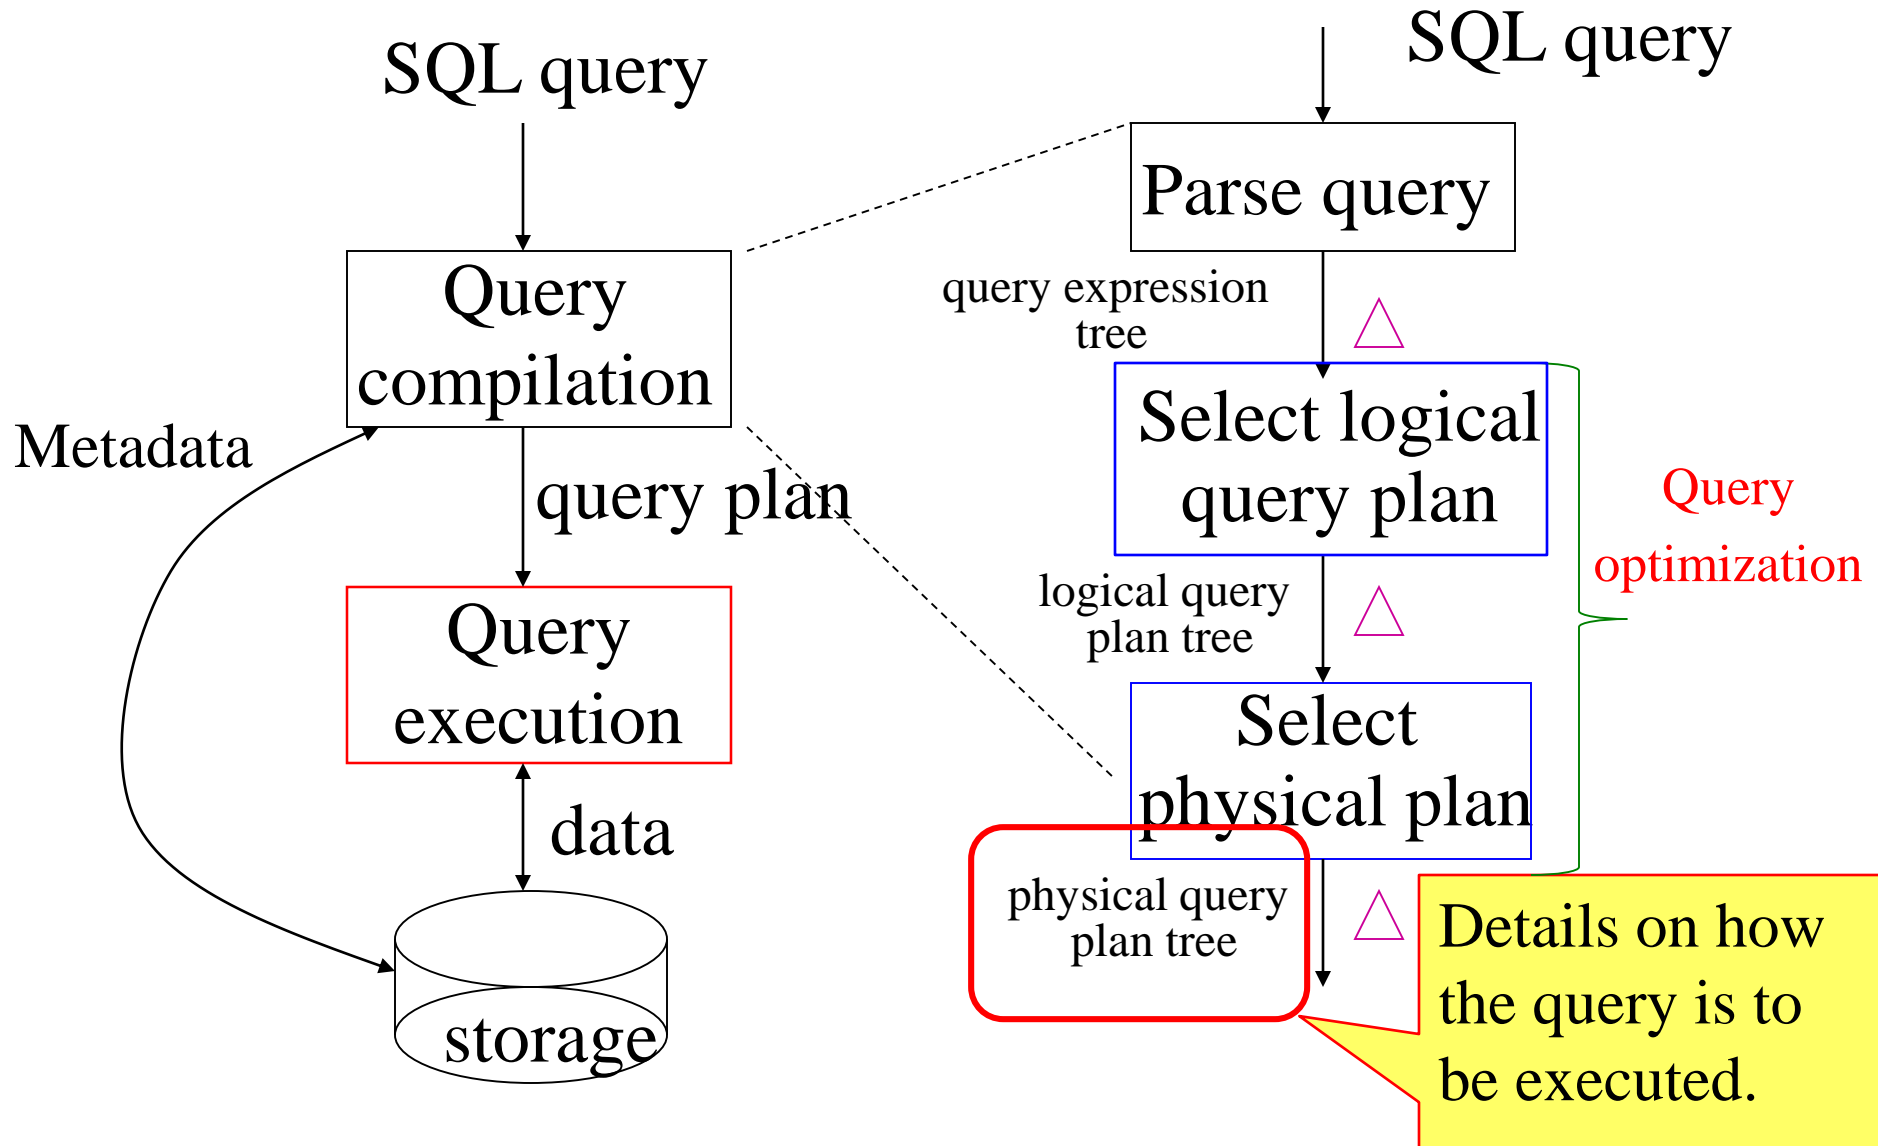 SQL query
Query
compilation
Metadata
query plan
Query
execution
data
storage
SQL query
Parse query
query expression
tree
Select logical
query plan
Query
optimization
logical query
plan tree
Select
physical plan
physical query
plan tree
Details on how
the query is to
be executed.